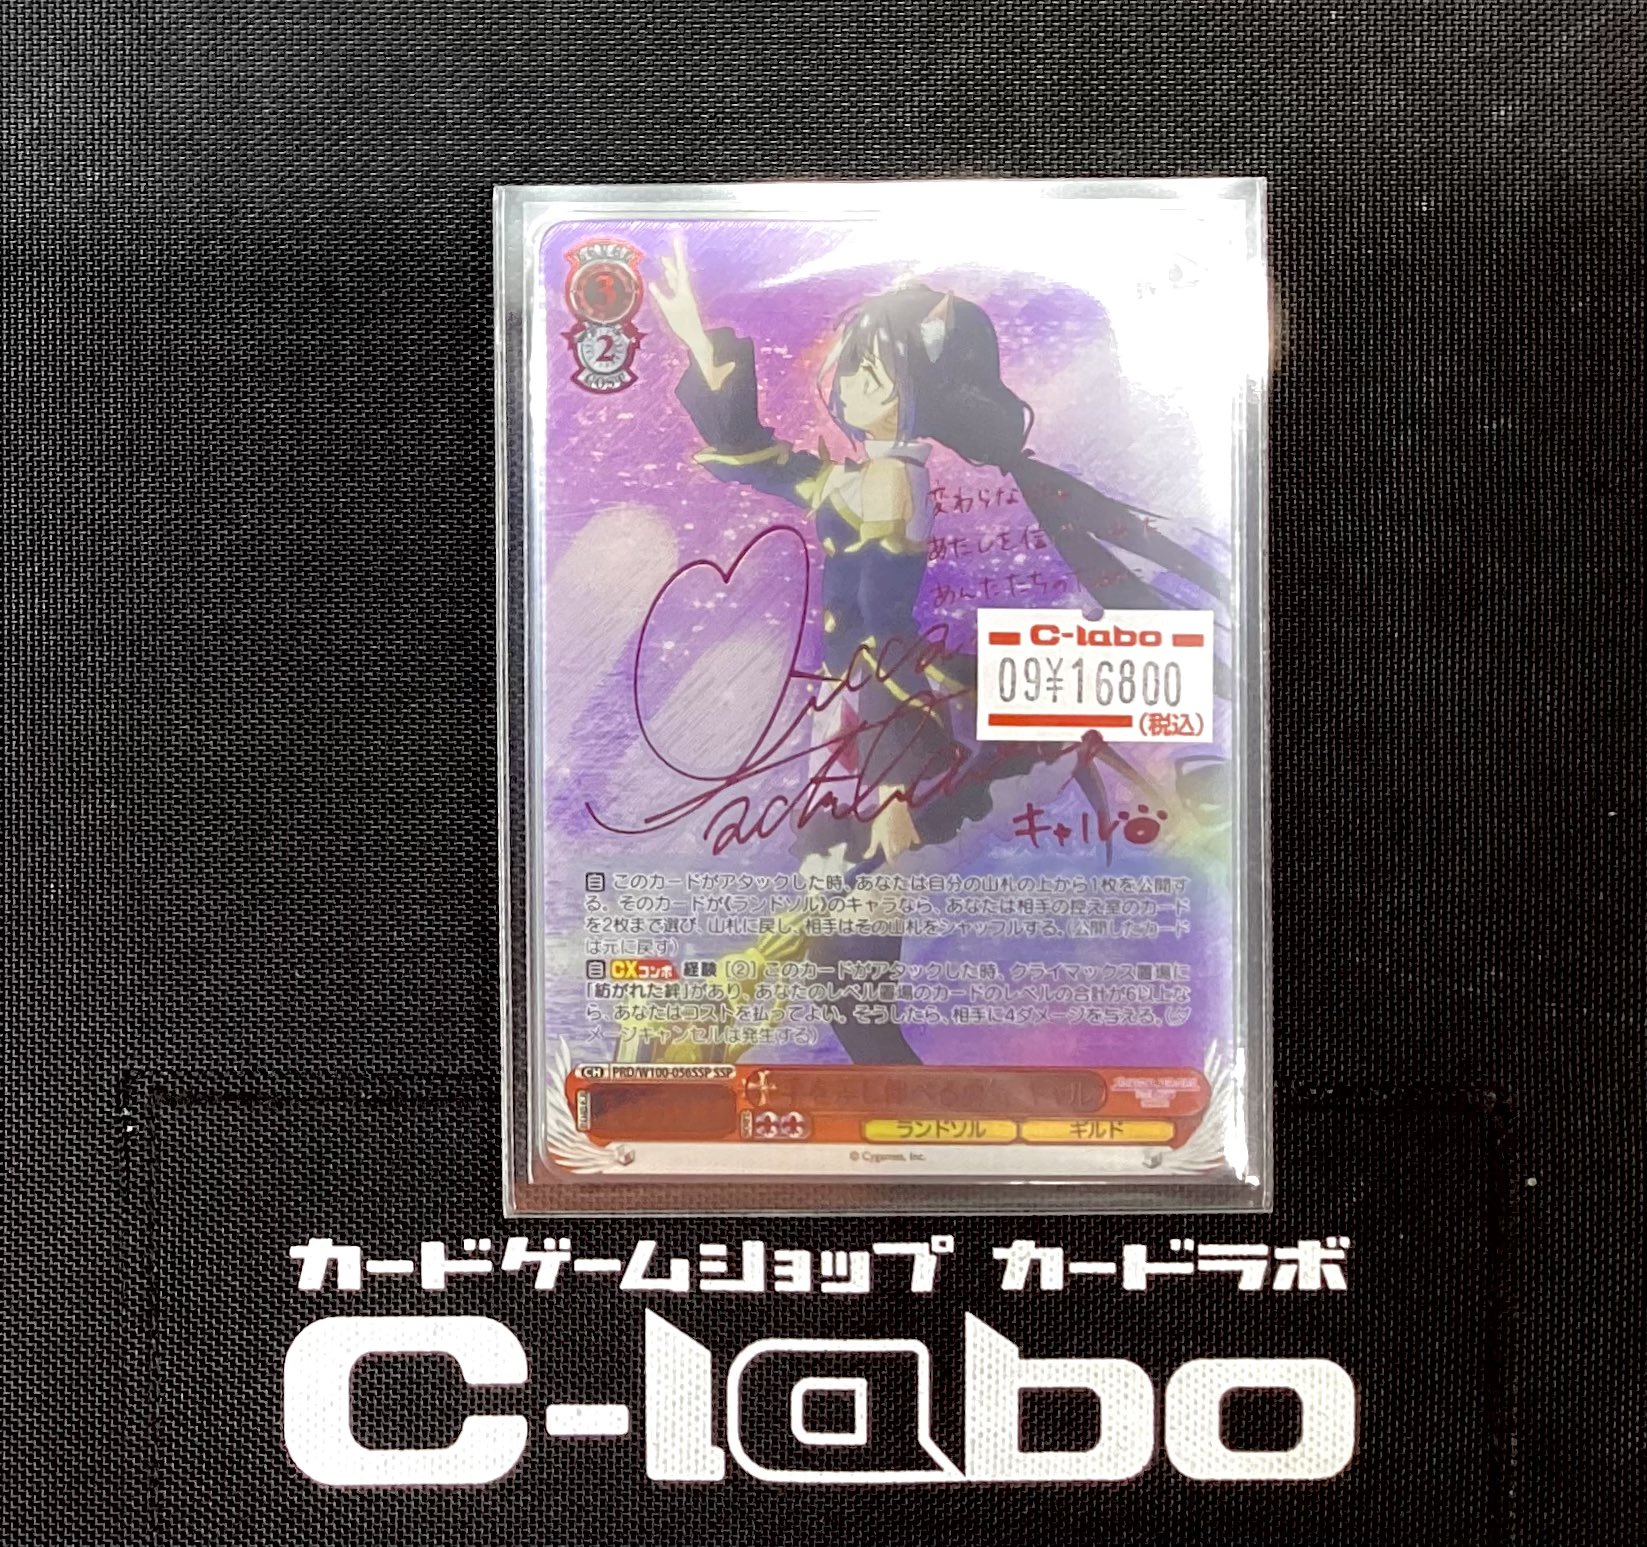 3
2
COST
変わらな
あたしを信
あんたたちの
C-labo
09¥16800
(税込)
キャル
自 このカードがアタックした時、あなたは自分の山札の上から1枚を公開す
る。そのカードが《ランドソル》のキャラなら、あなたは相手の控え室のカード
を2枚まで選び、山札に戻し、相手はその山札をシャッフルする。(公開したカード
は元に戻す)
自 CXコンボ 経験 [②] このカードがアタックした時、クライマックス置場に
「紡がれた絆」があり、あなたのレベル置場のカードのレベルの合計が6以上な
ら、あなたはコストを払ってよい。そうしたら、相手に4ダメージを与える。(ダ
メージキャンセルは発生する)
CH PRD/W100-056SSP SSP
ランドソル ギルド
© Cygames, Inc.
カードゲームショップ カードラボ
C-labo